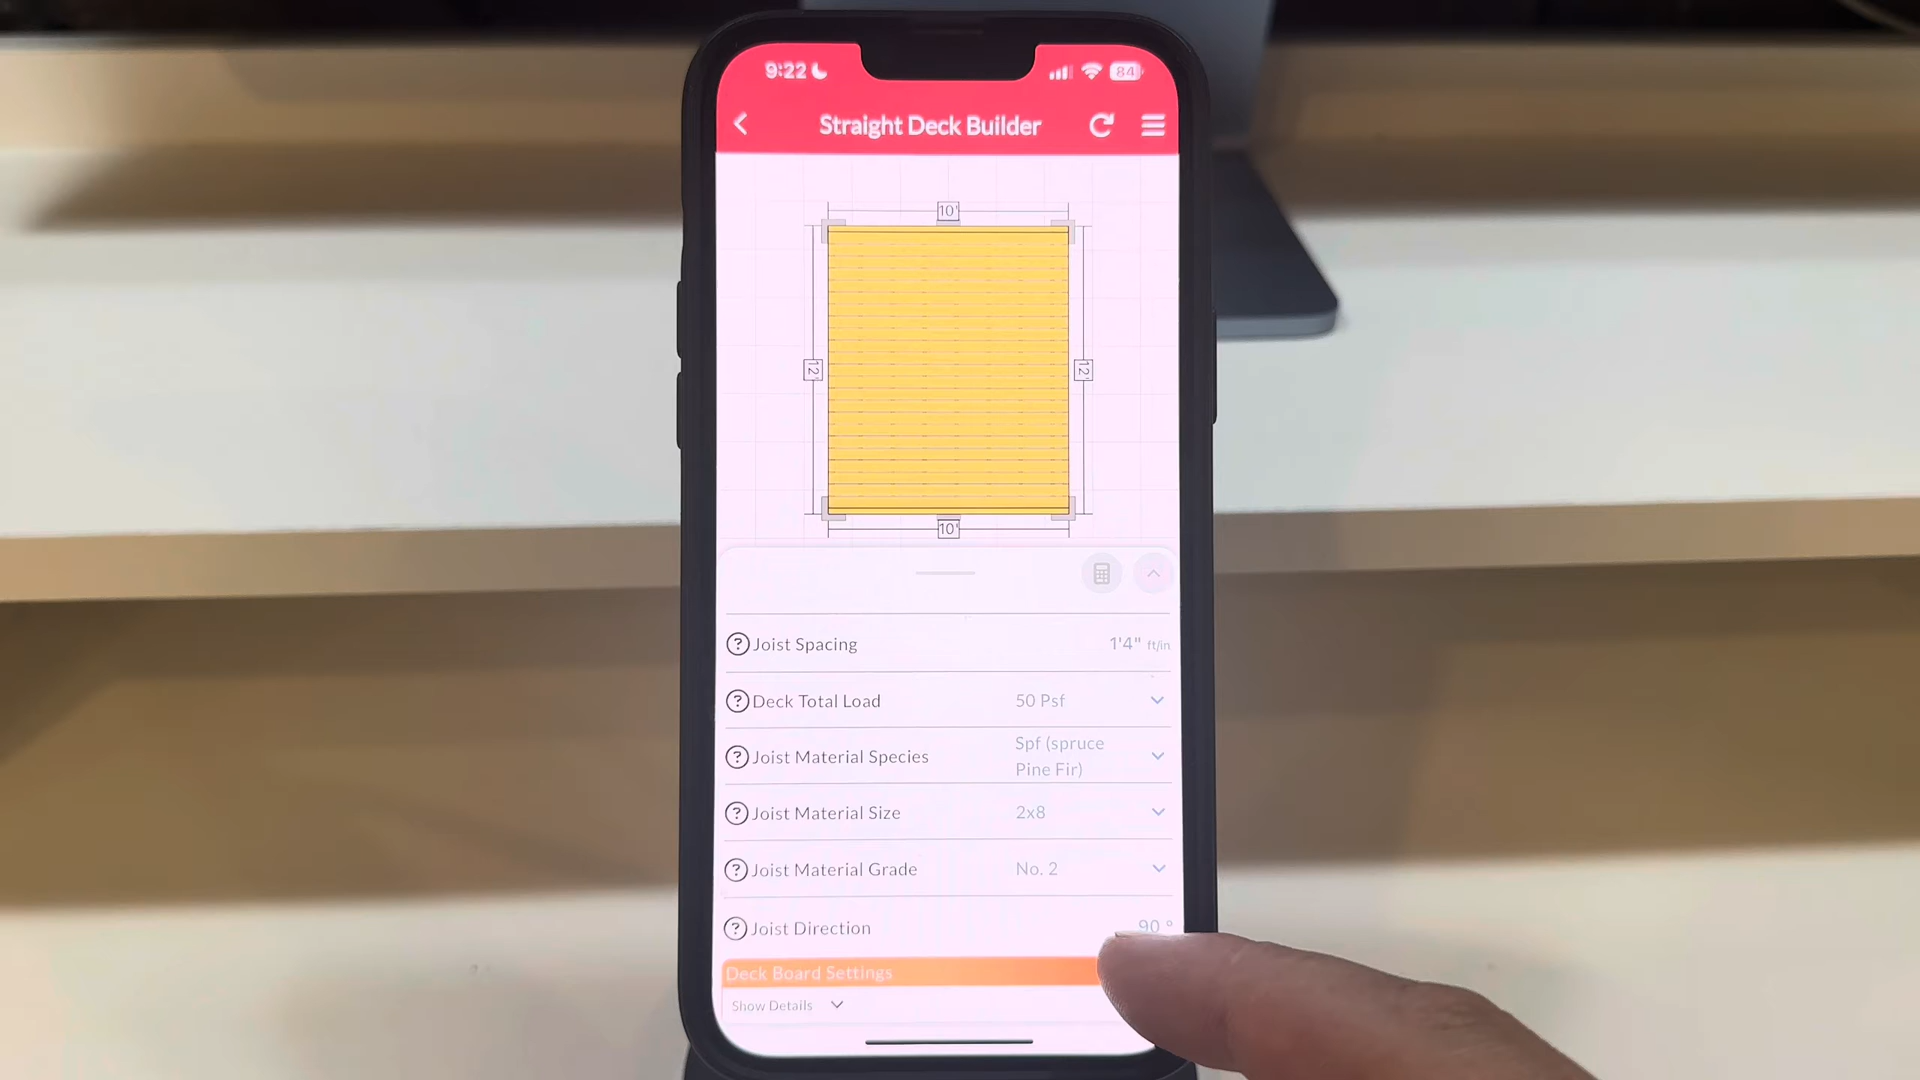 9:22
84
Straight Deck Builder
10'
12'
12'
10'
Joist Spacing 1'4" ft/in
Deck Total Load 50 Psf
Joist Material Species Spf (spruce Pine Fir)
Joist Material Size 2x8
Joist Material Grade No. 2
Joist Direction 90 °
Deck Board Settings
Show Details